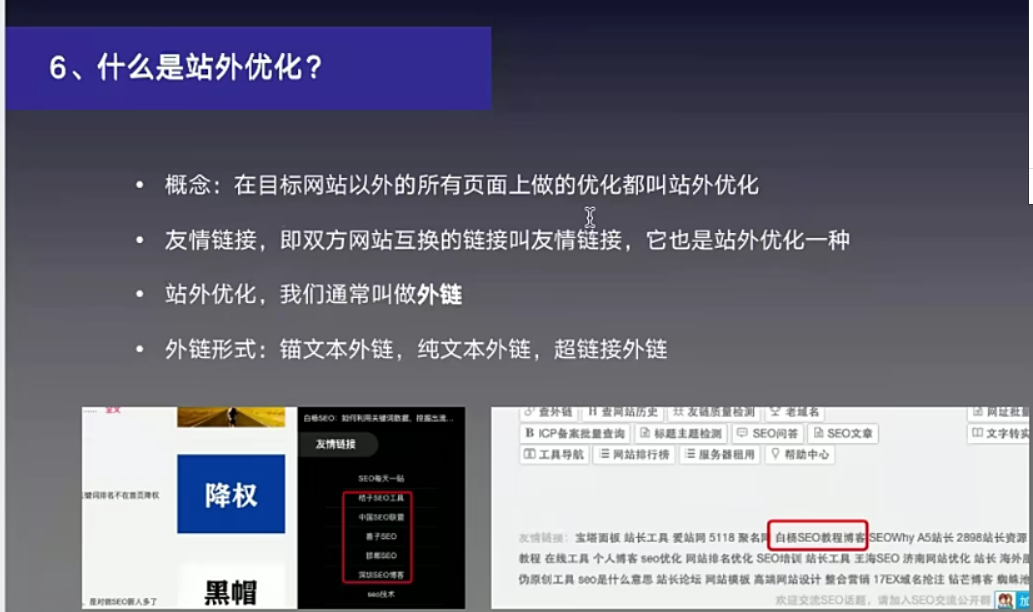 6、什么是站外优化？
• 概念：在目标网站以外的所有页面上做的优化都叫站外优化
• 友情链接，即双方网站互换的链接叫友情链接，它也是站外优化一种
• 站外优化，我们通常叫做外链
• 外链形式：锚文本外链，纯文本外链，超链接外链
...... 全文
键词排名不在首页降权
降权
黑帽
是对做SEO新人多了
白杨SEO：如何利用关键词数据，挖掘出流...
友情链接
SEO每天一贴
桔子SEO工具
中国SEO联盟
SEO
邯郸SEO
深圳SEO博客
seo技术
查外链 H 查网站历史 友链质量检测 老域名 网址批量
B ICP备案批量查询 标题主题检测 SEO问答 SEO文章 文字转
工具导航 网站排行榜 服务器租用 帮助中心
友情链接： 宝塔面板 站长工具 爱站网 5118 聚名网 白杨SEO教程博客 SEOWhy A5站长 2898站长资源
教程 在线工具 个人博客 seo优化 网站排名优化 SEO培训 站长工具 王海SEO 济南网站优化 站长 海外
伪原创工具 seo是什么意思 站长论坛 网站模板 高端网站设计 整合营销 17EX域名抢注 钻芒博客 蜘蛛池
欢迎交流SEO话题，请加入SEO交流公开群 加